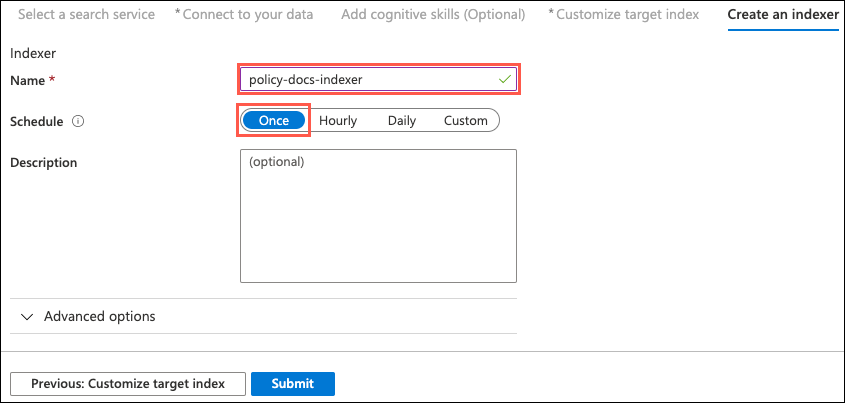 Select a search service * Connect to your data Add cognitive skills (Optional) * Customize target index Create an indexer
Indexer
Name * policy-docs-indexer
Schedule Once Hourly Daily Custom
Description (optional)
Advanced options
Previous: Customize target index Submit